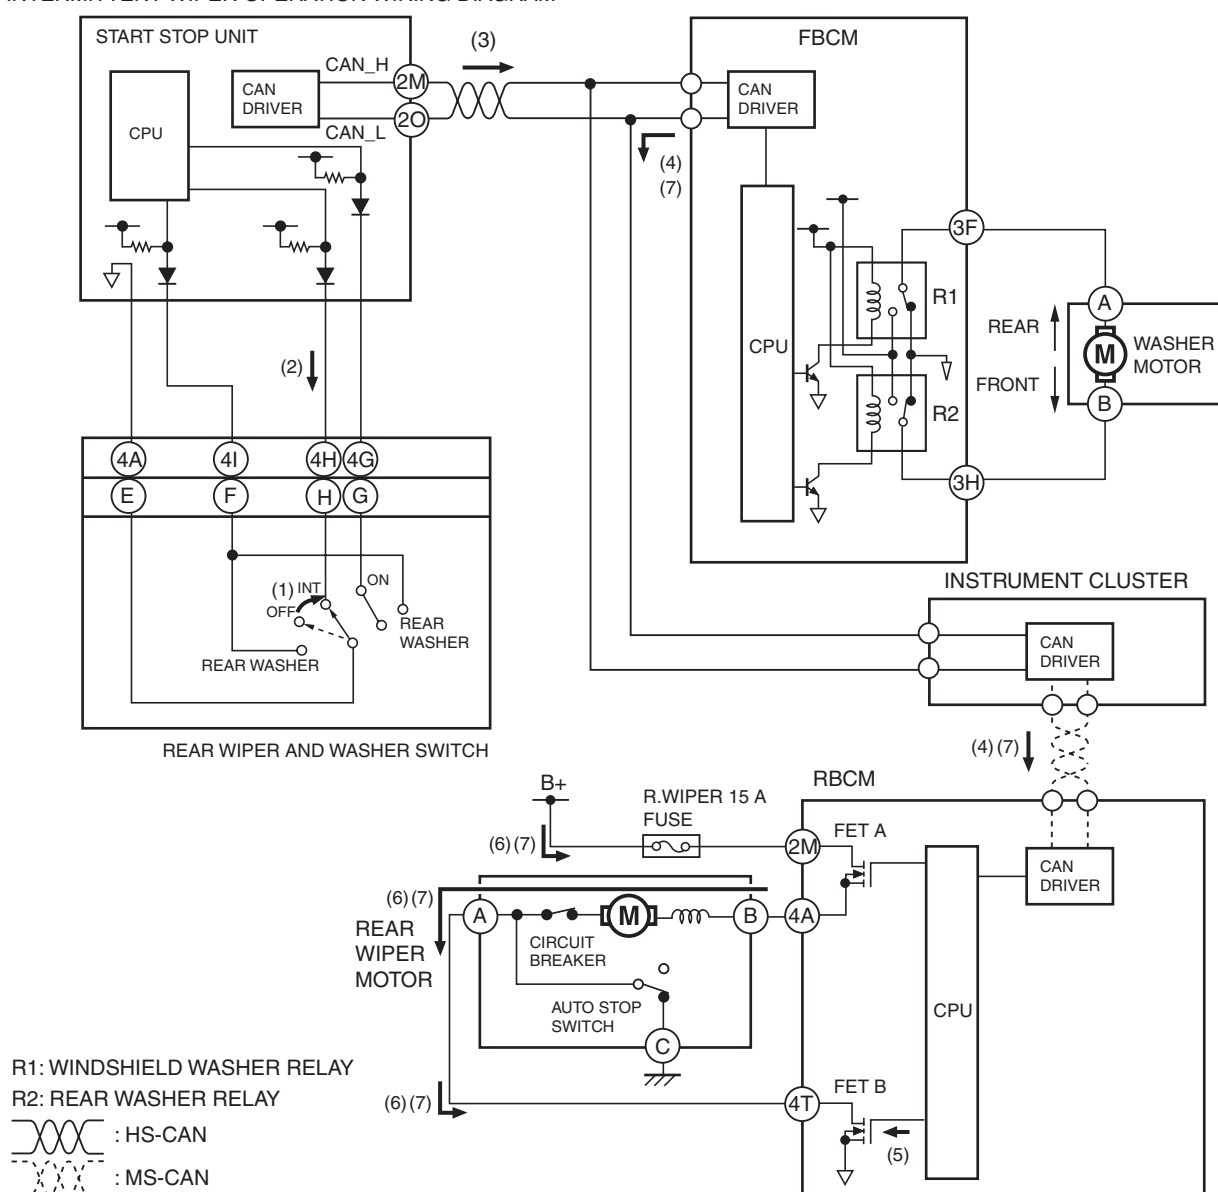 INTERMITTENT WIPER OPERATION WIRING DIAGRAM
START STOP UNIT
CAN_H
(3)
FBCM
2M
CAN
DRIVER
CPU
CAN_L
2O
CAN
DRIVER
(4)
(7)
3F
R1
A
REAR
CPU
M
WASHER
MOTOR
FRONT
R2
B
3H
(2)
4A
4I
4H
4G
E
F
H
G
(1)
INT
ON
OFF
REAR
WASHER
REAR WASHER
REAR WIPER AND WASHER SWITCH
INSTRUMENT CLUSTER
CAN
DRIVER
(4) (7)
RBCM
B+
R.WIPER 15 A
FUSE
(6) (7)
2M
FET A
CAN
DRIVER
(6) (7)
A
M
B
4A
REAR
WIPER
MOTOR
CIRCUIT
BREAKER
AUTO STOP
SWITCH
C
CPU
(6) (7)
4T
FET B
(5)
R1: WINDSHIELD WASHER RELAY
R2: REAR WASHER RELAY
: HS-CAN
: MS-CAN